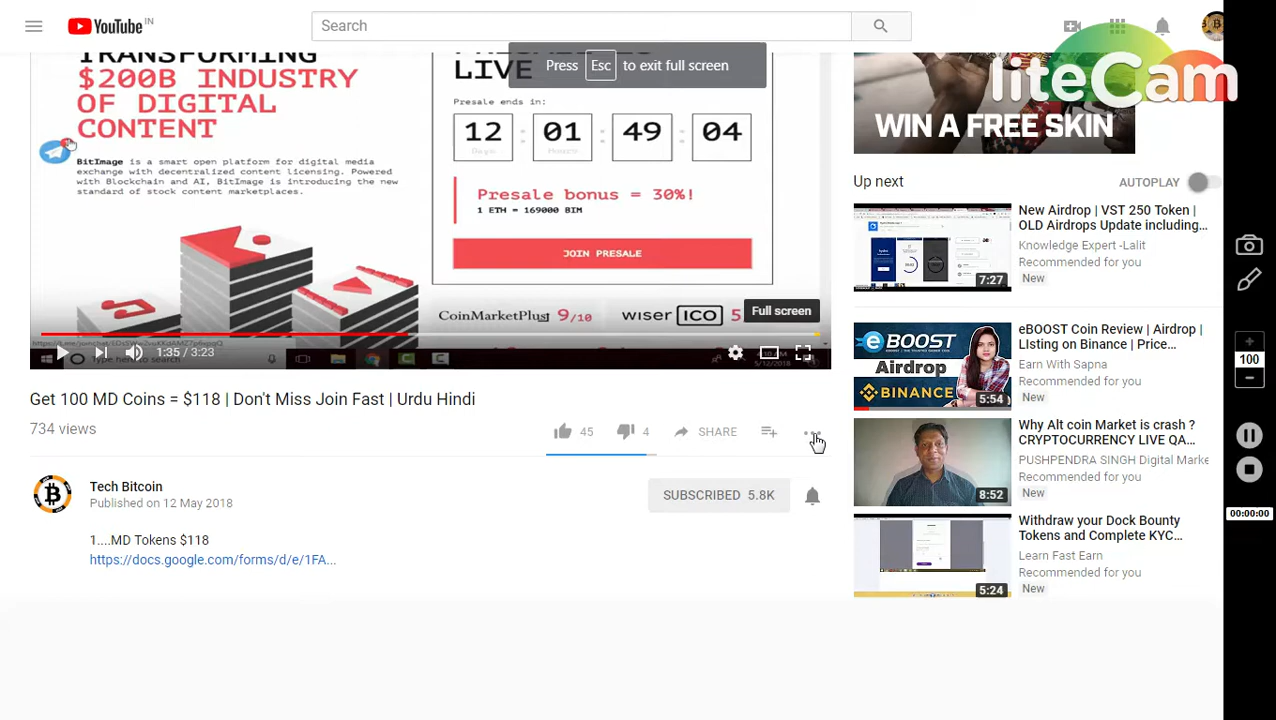 YouTube IN
Search
liteCam
Press Esc to exit full screen
TRANSFORMING
$200B INDUSTRY
OF DIGITAL
CONTENT
BitImage is a smart open platform for digital media
exchange with decentralized content licensing. Powered
with Blockchain and AI, BitImage is introducing the new
standard of stock content marketplaces.
LIVE
Presale ends in:
12 : 01 : 49 : 04
Days Hours
Presale bonus = 30%!
1 ETH = 169000 BIM
JOIN PRESALE
CoinMarketPlus 9/10
WISER ICO 5
Full screen
1:35 / 3:23
Type here to search
5/12/2018
Get 100 MD Coins = $118 | Don't Miss Join Fast | Urdu Hindi
734 views
45
4
SHARE
Tech Bitcoin
Published on 12 May 2018
SUBSCRIBED 5.8K
1....MD Tokens $118
https://docs.google.com/forms/d/e/1FA...
WIN A FREE SKIN
Up next
AUTOPLAY
New Airdrop | VST 250 Token |
OLD Airdrops Update including...
Knowledge Expert -Lalit
Recommended for you
New
7:27
eBOOST
Airdrop
BINANCE
5:54
eBOOST Coin Review | Airdrop |
LIsting on Binance | Price...
Earn With Sapna
Recommended for you
New
8:52
Why Alt coin Market is crash ?
CRYPTOCURRENCY LIVE QA...
PUSHPENDRA SINGH Digital Marke
Recommended for you
New
5:24
Withdraw your Dock Bounty
Tokens and Complete KYC...
Learn Fast Earn
Recommended for you
New
100
00:00:00